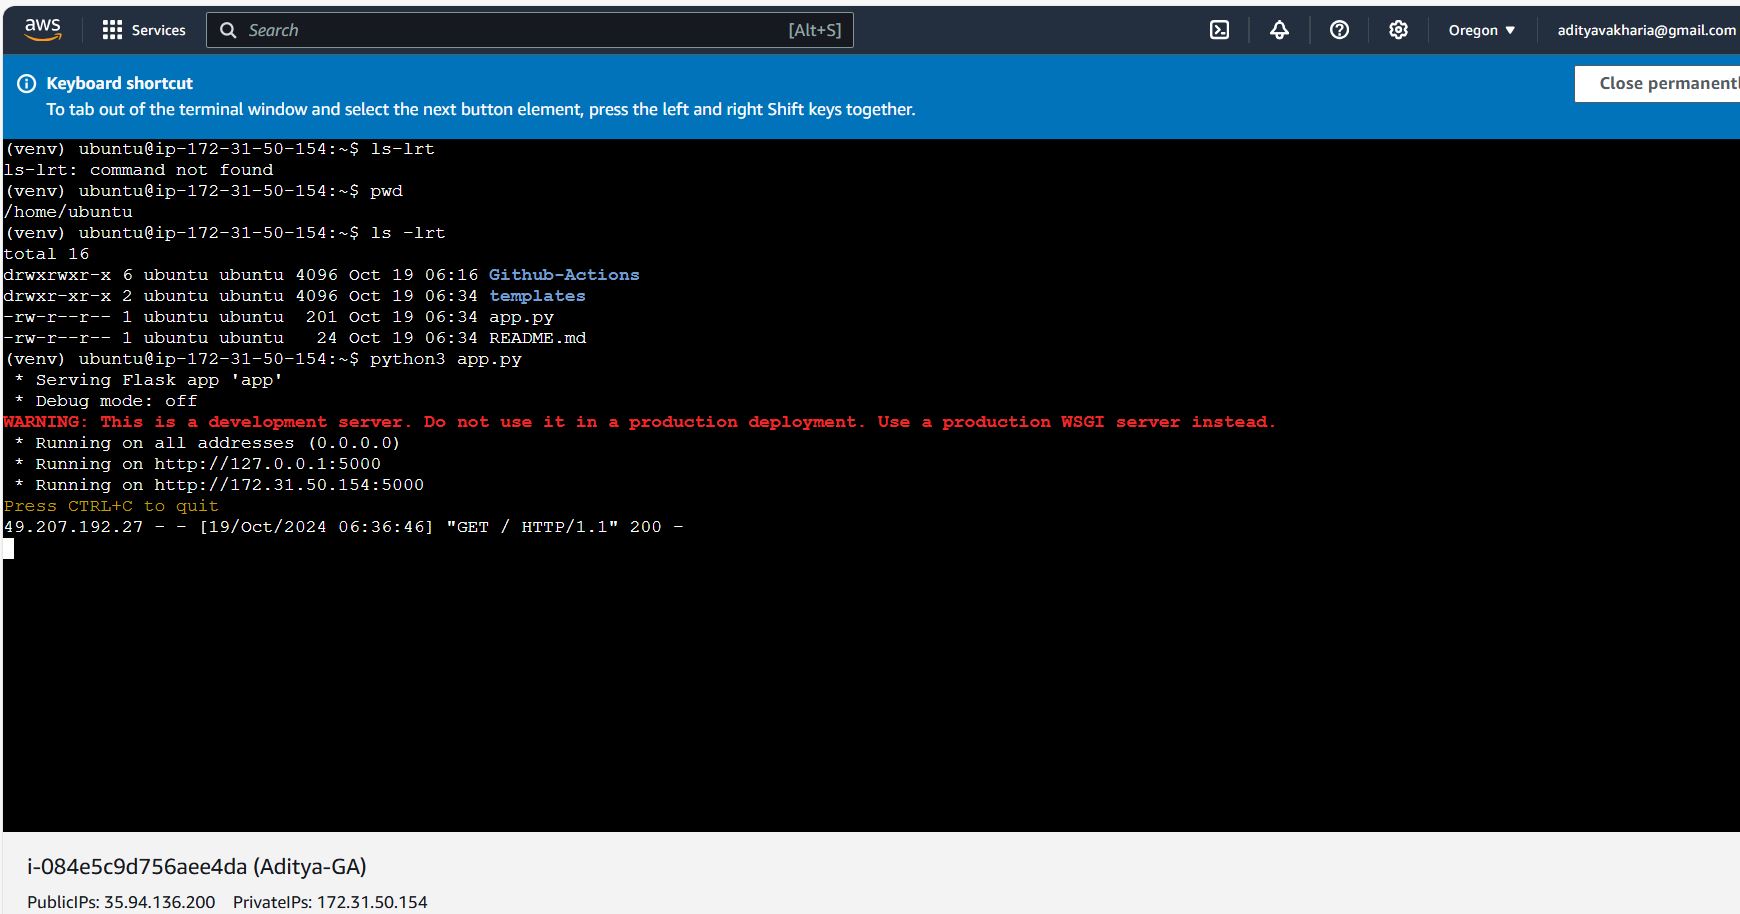 aws Services Search [Alt+S] Oregon ▼ adityavakharia@gmail.com
Keyboard shortcut
Close permanentl
To tab out of the terminal window and select the next button element, press the left and right Shift keys together.
(venv) ubuntu@ip-172-31-50-154:~$ ls-lrt
ls-lrt: command not found
(venv) ubuntu@ip-172-31-50-154:~$ pwd
/home/ubuntu
(venv) ubuntu@ip-172-31-50-154:~$ ls -lrt
total 16
drwxrwxr-x 6 ubuntu ubuntu 4096 Oct 19 06:16 Github-Actions
drwxr-xr-x 2 ubuntu ubuntu 4096 Oct 19 06:34 templates
-rw-r--r-- 1 ubuntu ubuntu  201 Oct 19 06:34 app.py
-rw-r--r-- 1 ubuntu ubuntu   24 Oct 19 06:34 README.md
(venv) ubuntu@ip-172-31-50-154:~$ python3 app.py
 * Serving Flask app 'app'
 * Debug mode: off
WARNING: This is a development server. Do not use it in a production deployment. Use a production WSGI server instead.
 * Running on all addresses (0.0.0.0)
 * Running on http://127.0.0.1:5000
 * Running on http://172.31.50.154:5000
Press CTRL+C to quit
49.207.192.27 - - [19/Oct/2024 06:36:46] "GET / HTTP/1.1" 200 -
i-084e5c9d756aee4da (Aditya-GA)
PublicIPs: 35.94.136.200 PrivateIPs: 172.31.50.154